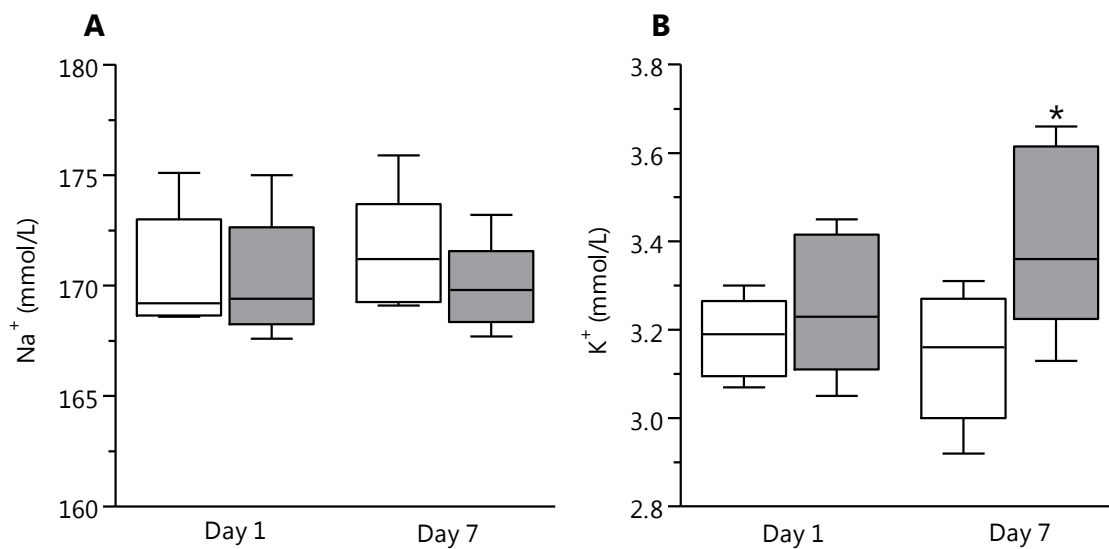 A
Na⁺ (mmol/L)
180
175
170
165
160
Day 1
Day 7
B
K⁺ (mmol/L)
3.8
3.6
3.4
3.2
3.0
2.8
*
Day 1
Day 7